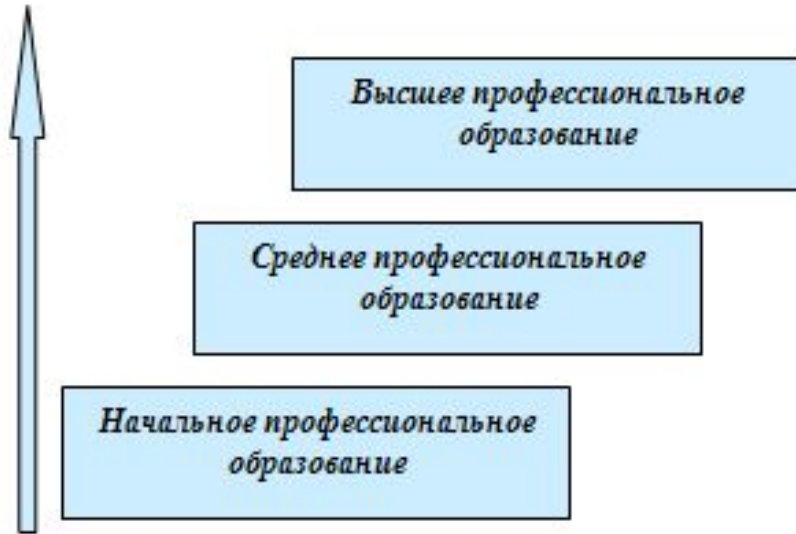 Высшее профессиональное
образование
Среднее профессиональное
образование
Начальное профессиональное
образование